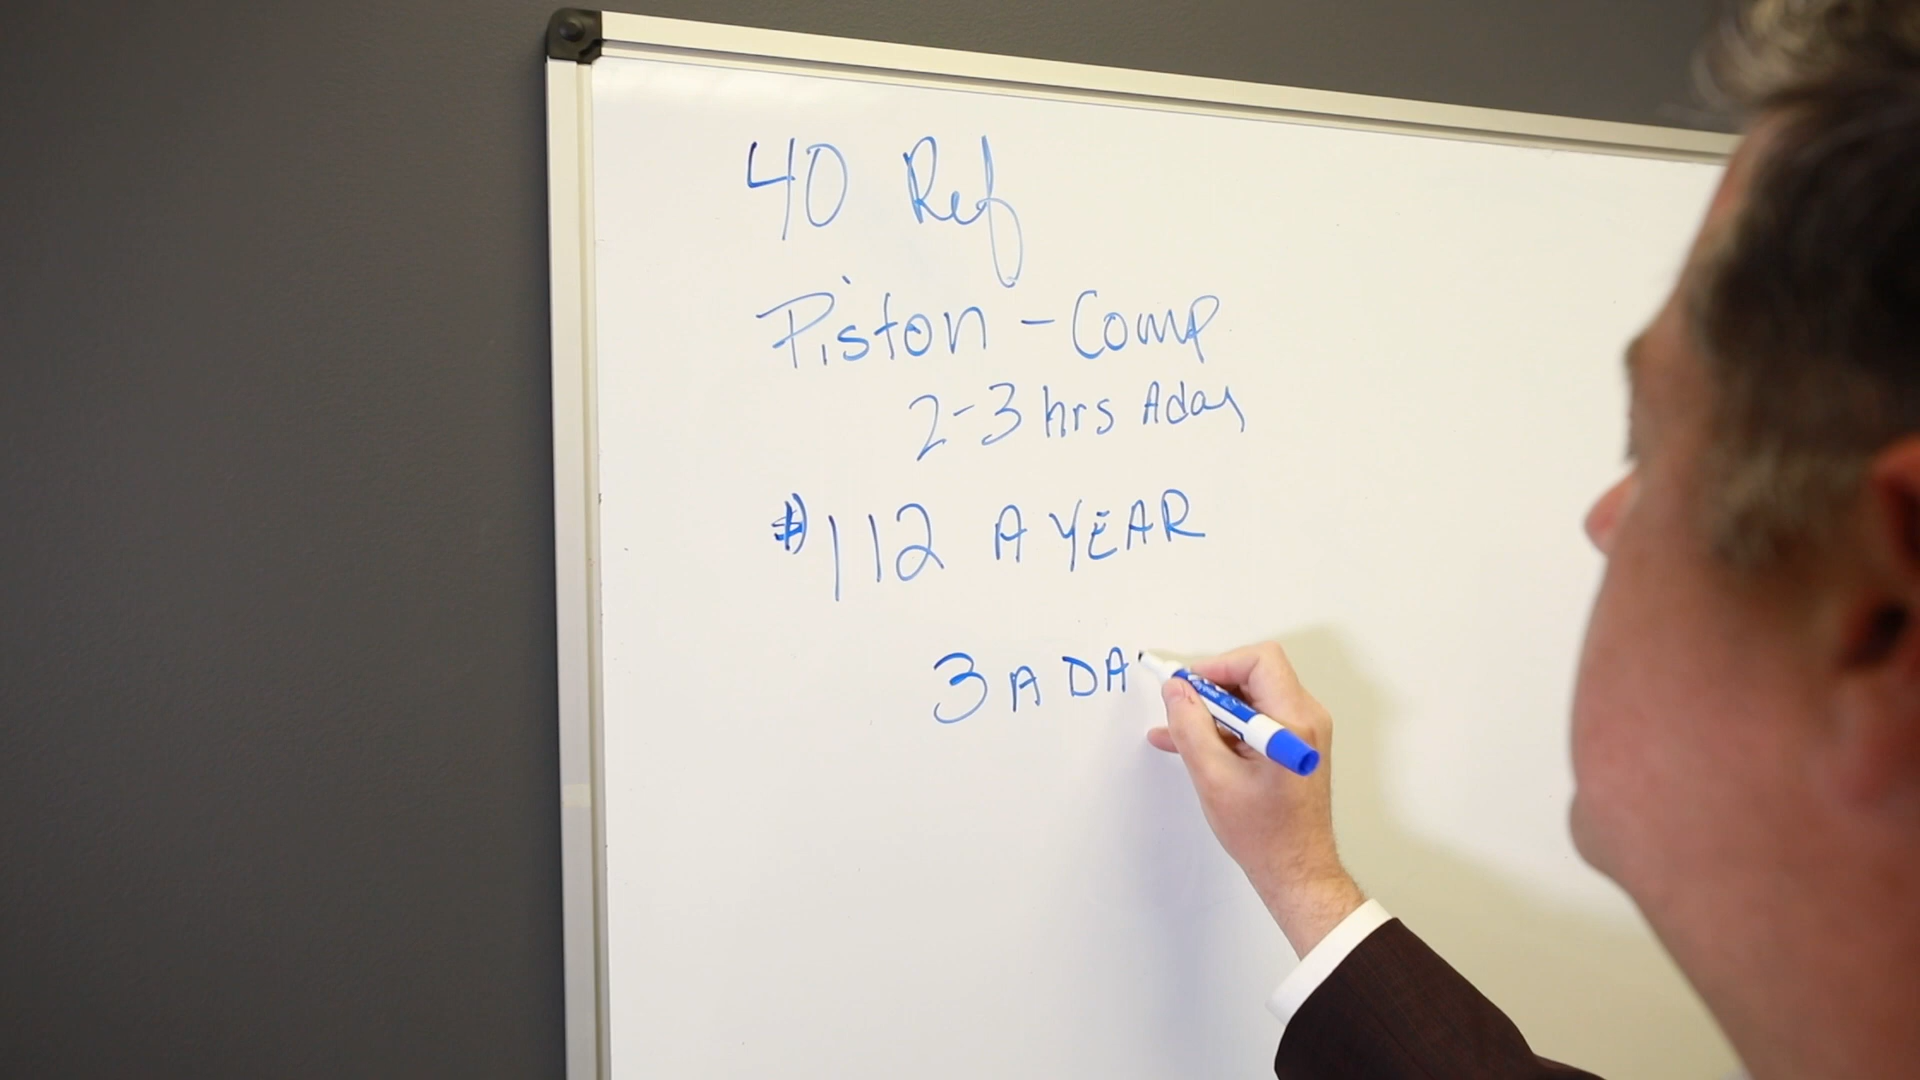 40 Ref
Piston - Comp
2-3 hrs A day
$112 A YEAR
3 A DA